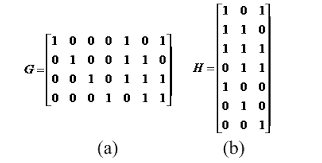 G=
1 0 0 0 1 0 1
0 1 0 0 1 1 0
0 0 1 0 1 1 1
0 0 0 1 0 1 1
(a)
H=
1 0 1
1 1 0
1 1 1
0 1 1
1 0 0
0 1 0
0 0 1
(b)